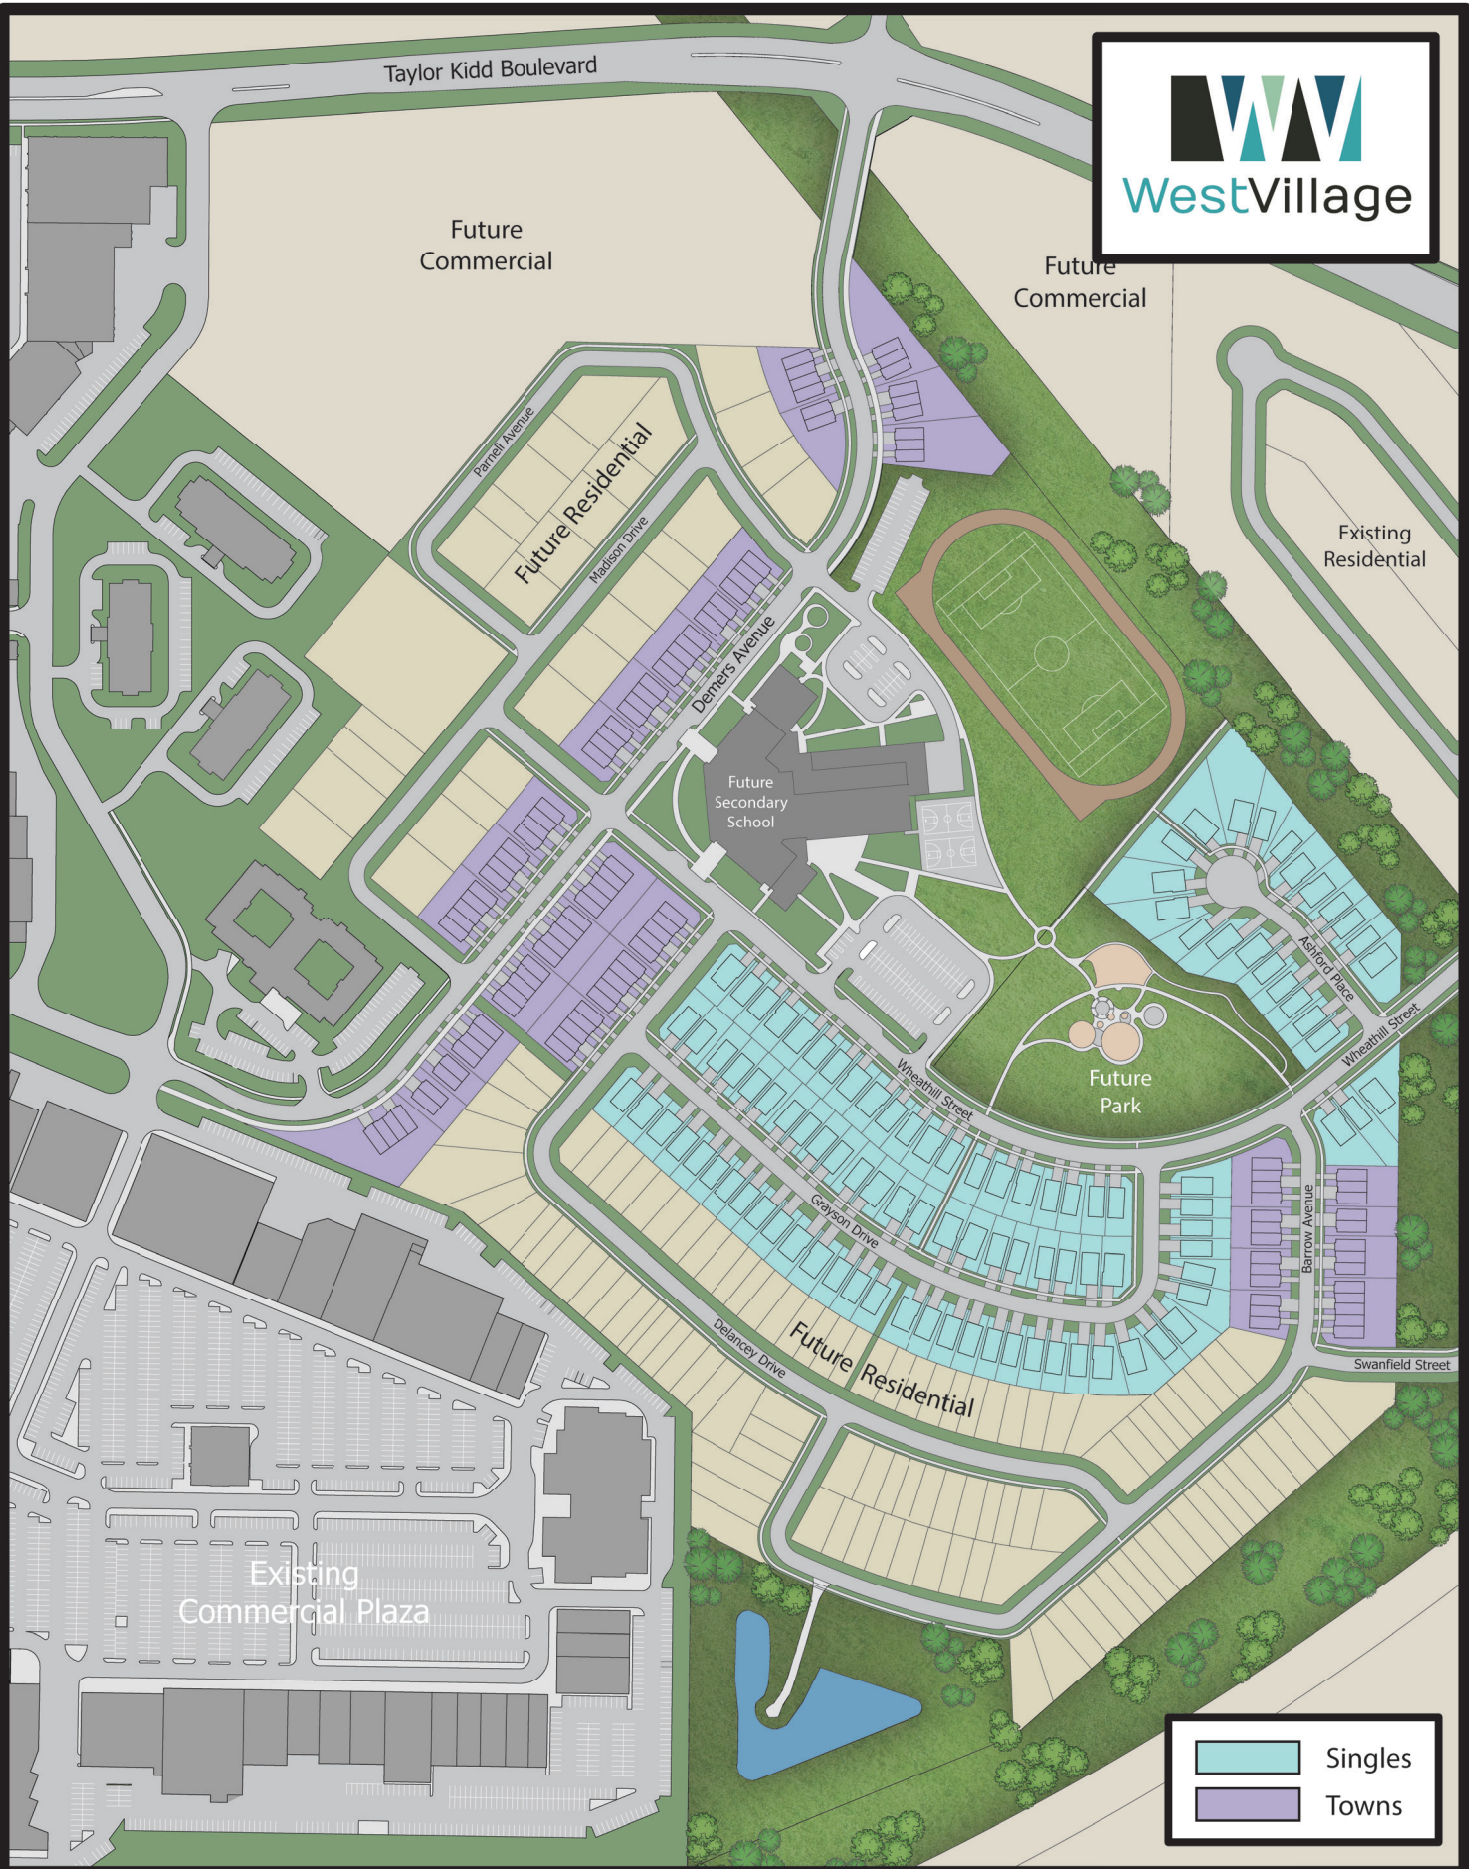 Taylor Kidd Boulevard
WestVillage
Future
Commercial
Future
Commercial
Parnell Avenue
Future Residential
Madison Drive
Existing
Residential
Demers Avenue
Future
Secondary
School
Ashford Place
Wheathill Street
Wheathill Street
Future
Park
Grayson Drive
Barrow Avenue
Delancey Drive
Future Residential
Swanfield Street
Existing
Commercial Plaza
Singles
Towns